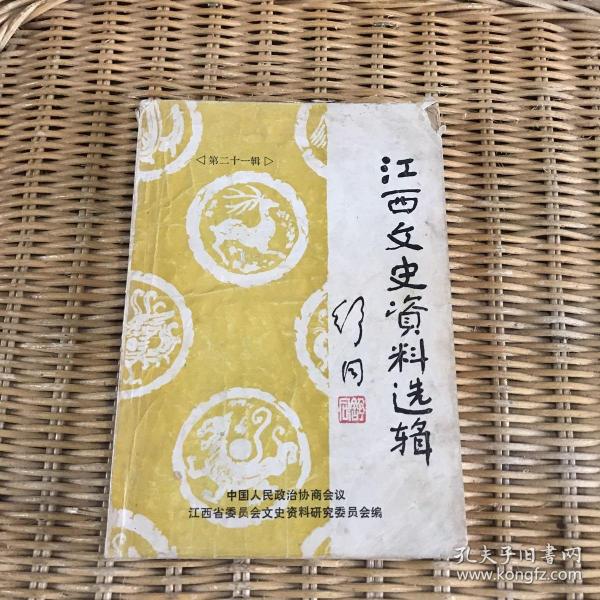 ◁第二十一辑▷
江西文史资料选辑
舒同
中国人民政治协商会议
江西省委员会文史资料研究委员会编
孔夫子旧书网
www.kongfz.com